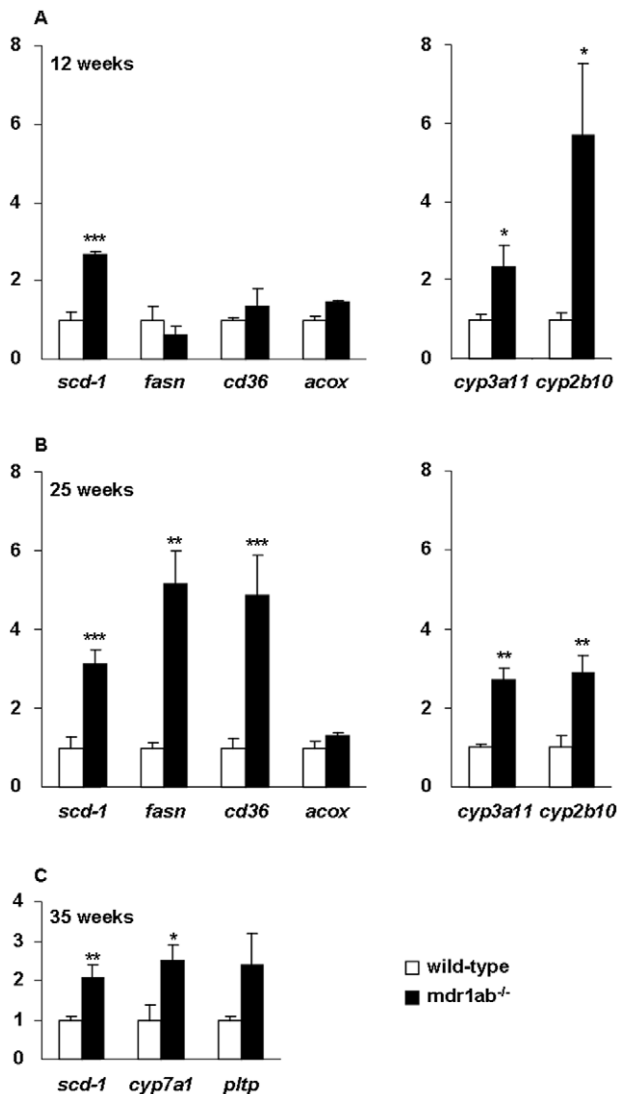 A
12 weeks
8
6
4
2
0
***
scd-1 fasn cd36 acox
8
6
4
2
0
* *
cyp3a11 cyp2b10
B
25 weeks
8
6
4
2
0
*** ** ***
scd-1 fasn cd36 acox
8
6
4
2
0
** **
cyp3a11 cyp2b10
C
35 weeks
4
3
2
1
0
** *
scd-1 cyp7a1 pltp
wild-type
mdr1ab-/-